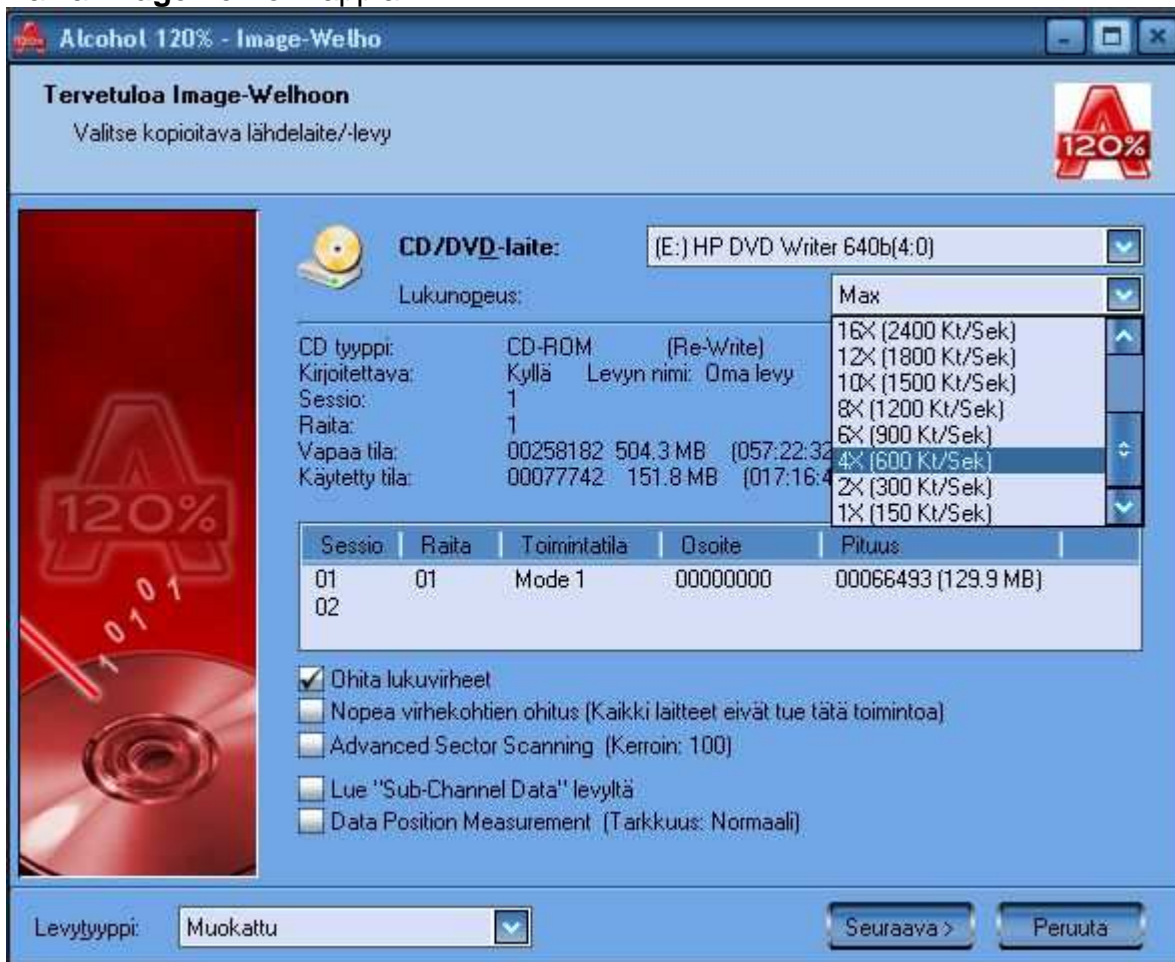 Alcohol 120% - Image-Welho
Tervetuloa Image-Welhoon
Valitse kopioitava lähdelaite/-levy
120%
CD/DVD-laite: (E:) HP DVD Writer 640b(4:0)
Lukunopeus: Max
16X (2400 Kt/Sek)
12X (1800 Kt/Sek)
10X (1500 Kt/Sek)
8X (1200 Kt/Sek)
6X (900 Kt/Sek)
4X (600 Kt/Sek)
2X (300 Kt/Sek)
1X (150 Kt/Sek)
CD tyyppi: CD-ROM (Re-Write)
Kirjoitettava: Kyllä Levyn nimi: Oma levy
Sessio: 1
Raita: 1
Vapaa tila: 00258182 504.3 MB (057:22:32
Käytetty tila: 00077742 151.8 MB (017:16:4
120%
Sessio Raita Toimintatila Osoite Pituus
01 01 Mode 1 00000000 00066493 (129.9 MB)
02
0 1 0 1 0 1
Ohita lukuvirheet
Nopea virhekohtien ohitus (Kaikki laitteet eivät tue tätä toimintoa)
Advanced Sector Scanning (Kerroin: 100)
Lue "Sub-Channel Data" levyltä
Data Position Measurement (Tarkkuus: Normaali)
Levytyyppi: Muokattu Seuraava > Peruuta